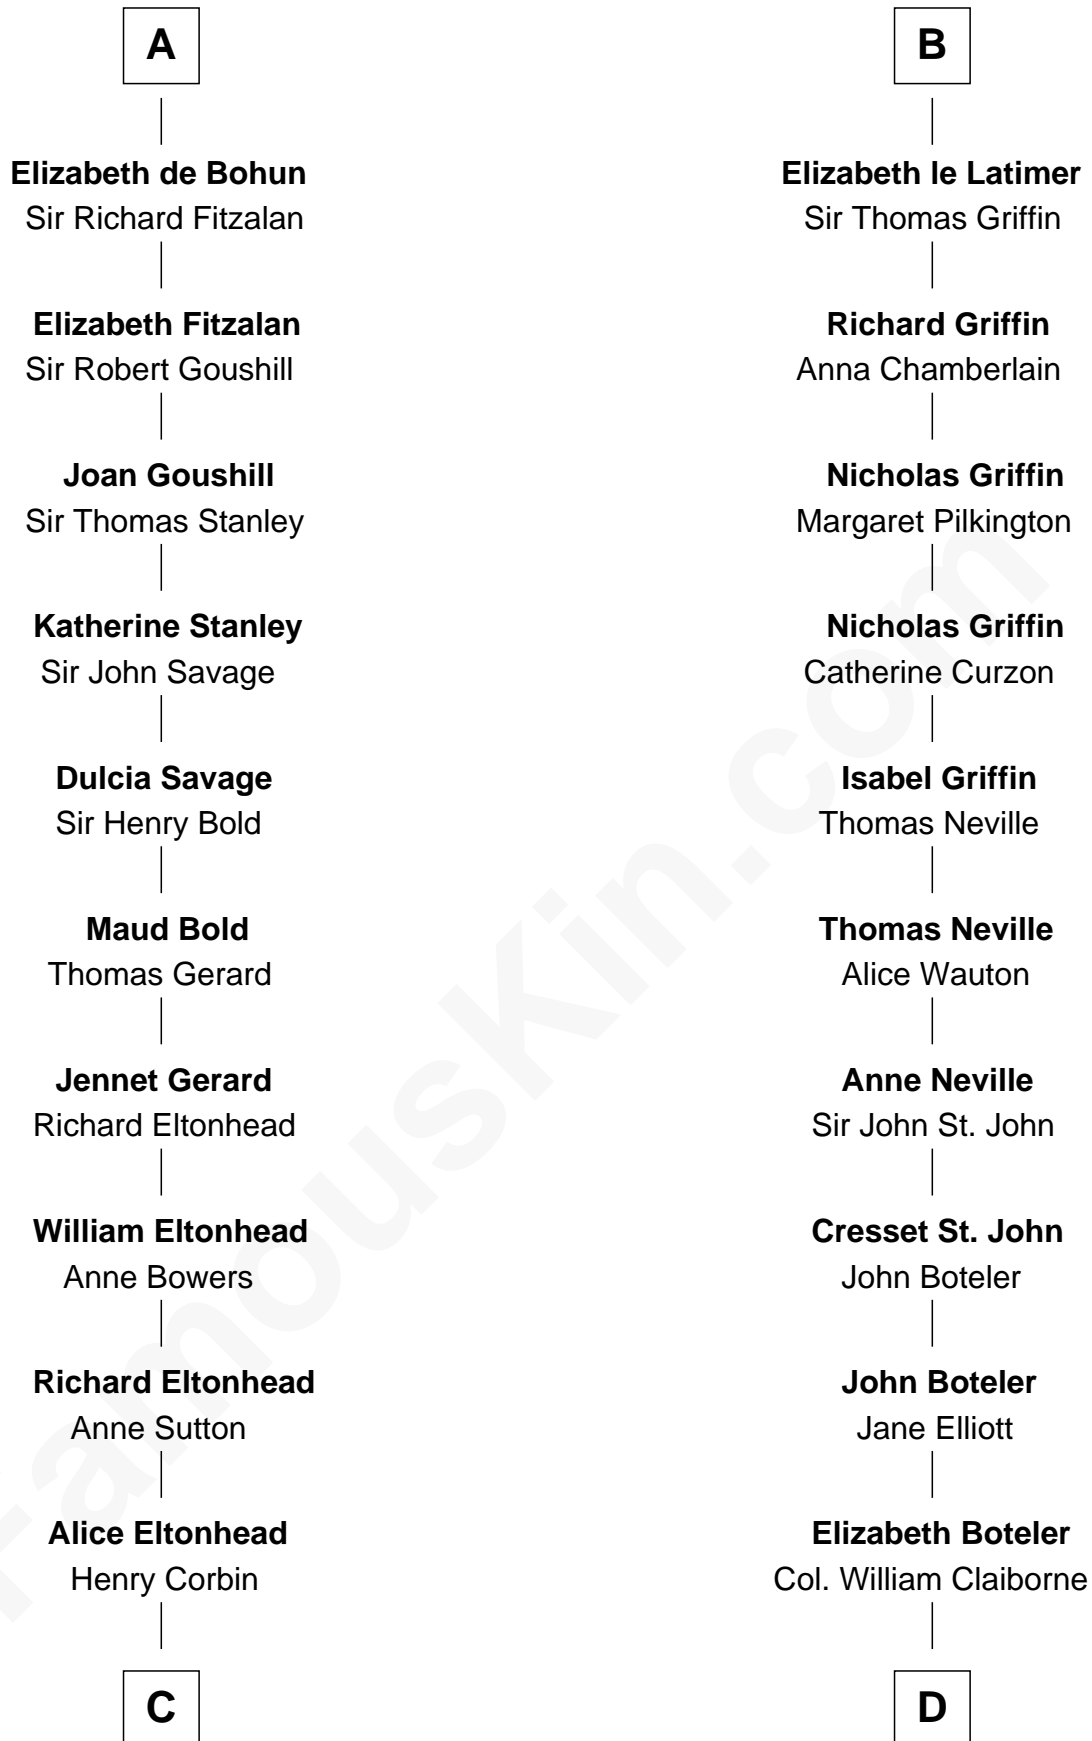 A
Elizabeth de Bohun
Sir Richard Fitzalan
Elizabeth Fitzalan
Sir Robert Goushill
Joan Goushill
Sir Thomas Stanley
Katherine Stanley
Sir John Savage
Dulcia Savage
Sir Henry Bold
Maud Bold
Thomas Gerard
Jennet Gerard
Richard Eltonhead
William Eltonhead
Anne Bowers
Richard Eltonhead
Anne Sutton
Alice Eltonhead
Henry Corbin
C
B
Elizabeth le Latimer
Sir Thomas Griffin
Richard Griffin
Anna Chamberlain
Nicholas Griffin
Margaret Pilkington
Nicholas Griffin
Catherine Curzon
Isabel Griffin
Thomas Neville
Thomas Neville
Alice Wauton
Anne Neville
Sir John St. John
Cresset St. John
John Boteler
John Boteler
Jane Elliott
Elizabeth Boteler
Col. William Claiborne
D
FamousKin.com